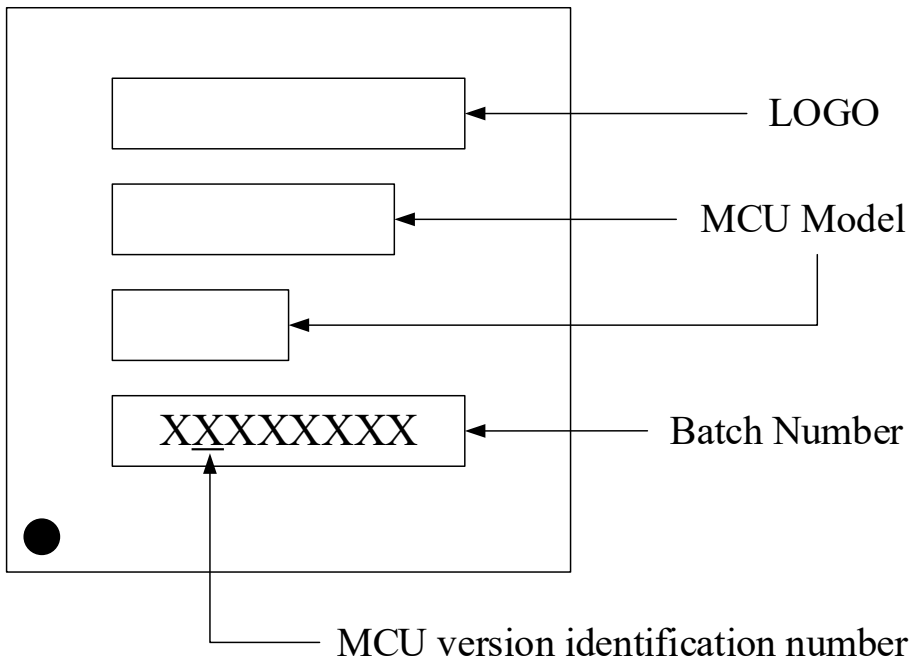 LOGO
MCU Model
XXXXXXXX
Batch Number
MCU version identification number